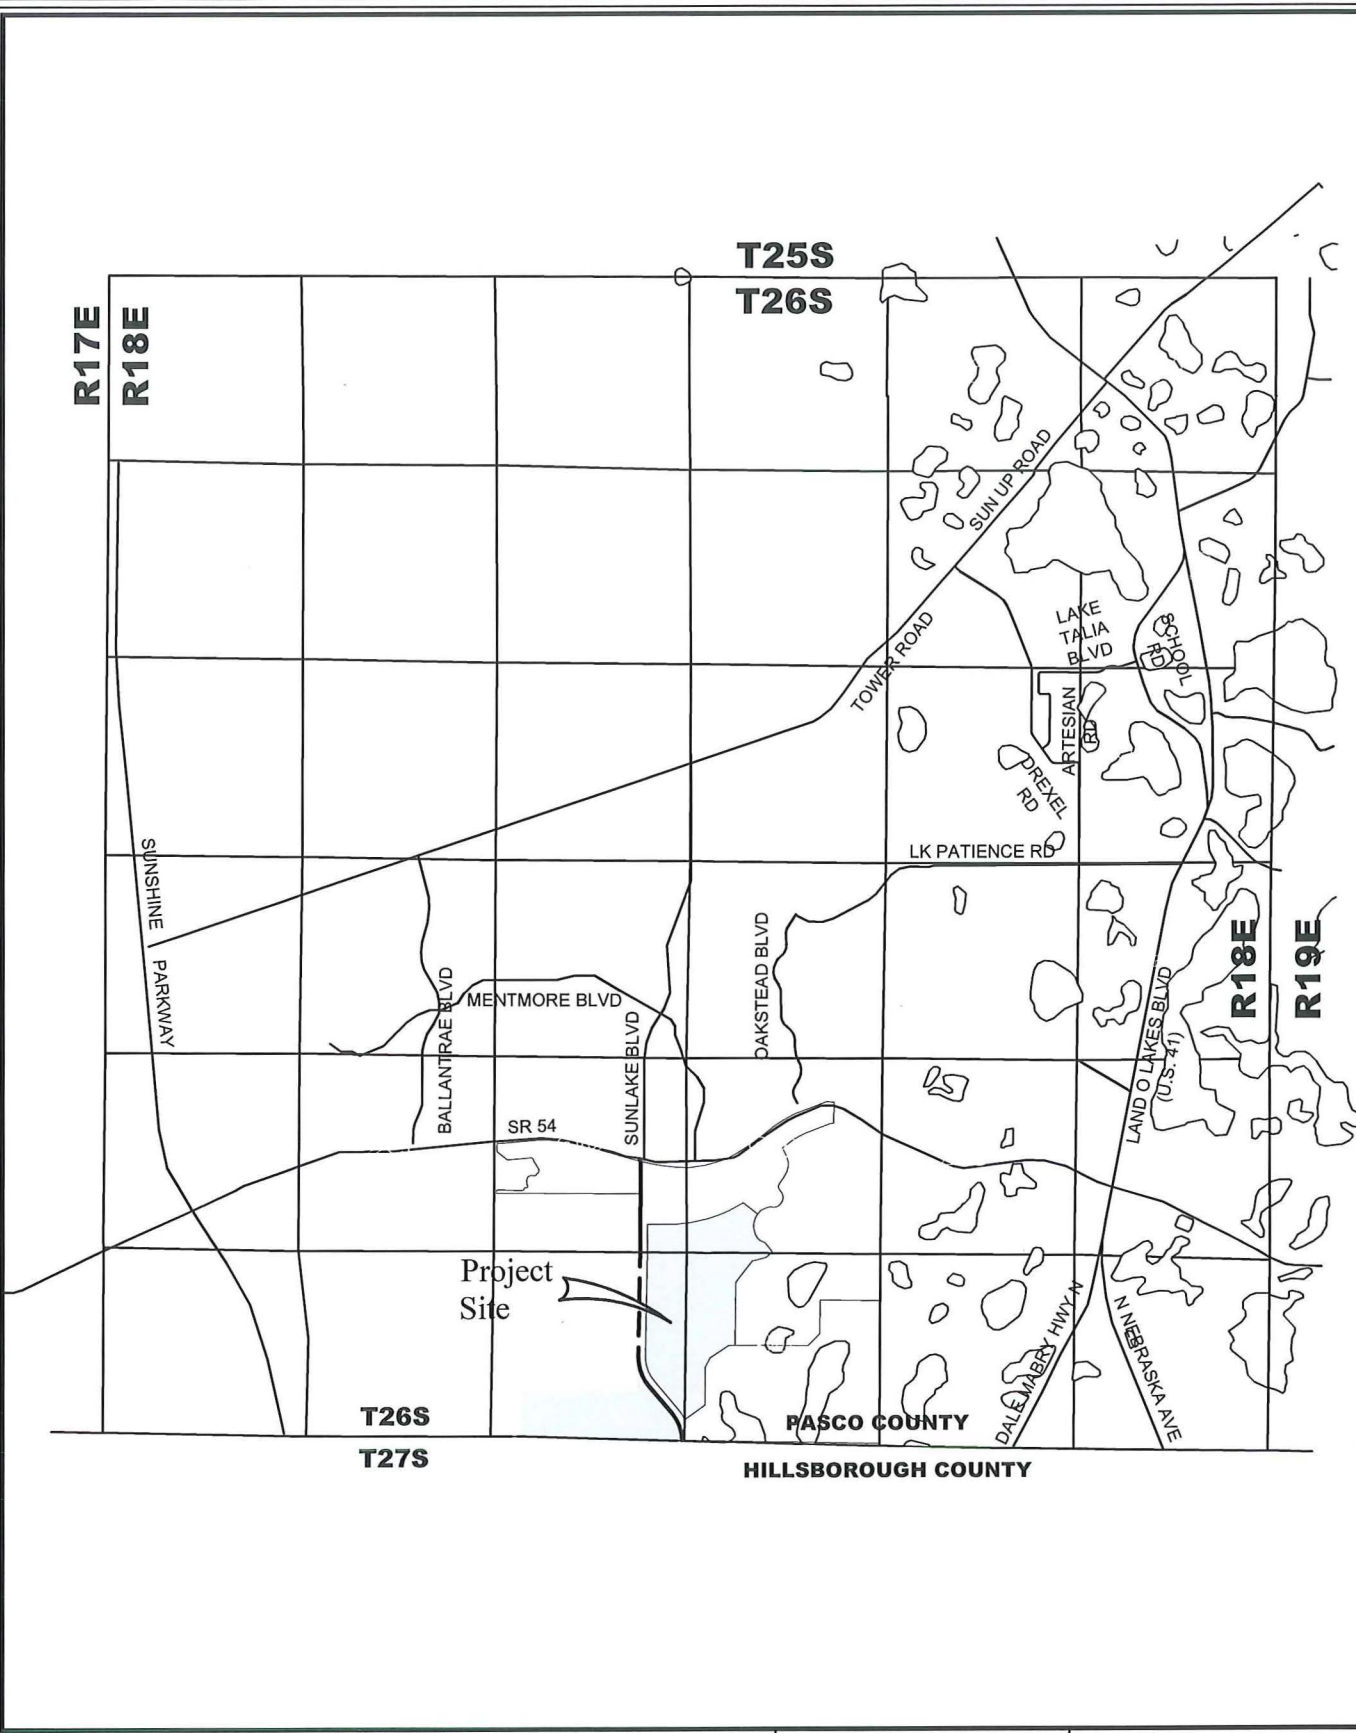 T25S
T26S
R17E
R18E
SUN UP ROAD
TOWER ROAD
LAKE
TALIA
BLVD
SCHOOL
RD
ARTESIAN
RD
DREXEL
RD
LK PATIENCE RD
SUNSHINE
PARKWAY
BALLANTRAE BLVD
MENTMORE BLVD
SUNLAKE BLVD
OAKSTEAD BLVD
LAND O LAKES BLVD
(U.S. 41)
R18E
R19E
SR 54
Project
Site
DALE MABRY HWY N
N NEBRASKA AVE
T26S
T27S
PASCO COUNTY
HILLSBOROUGH COUNTY